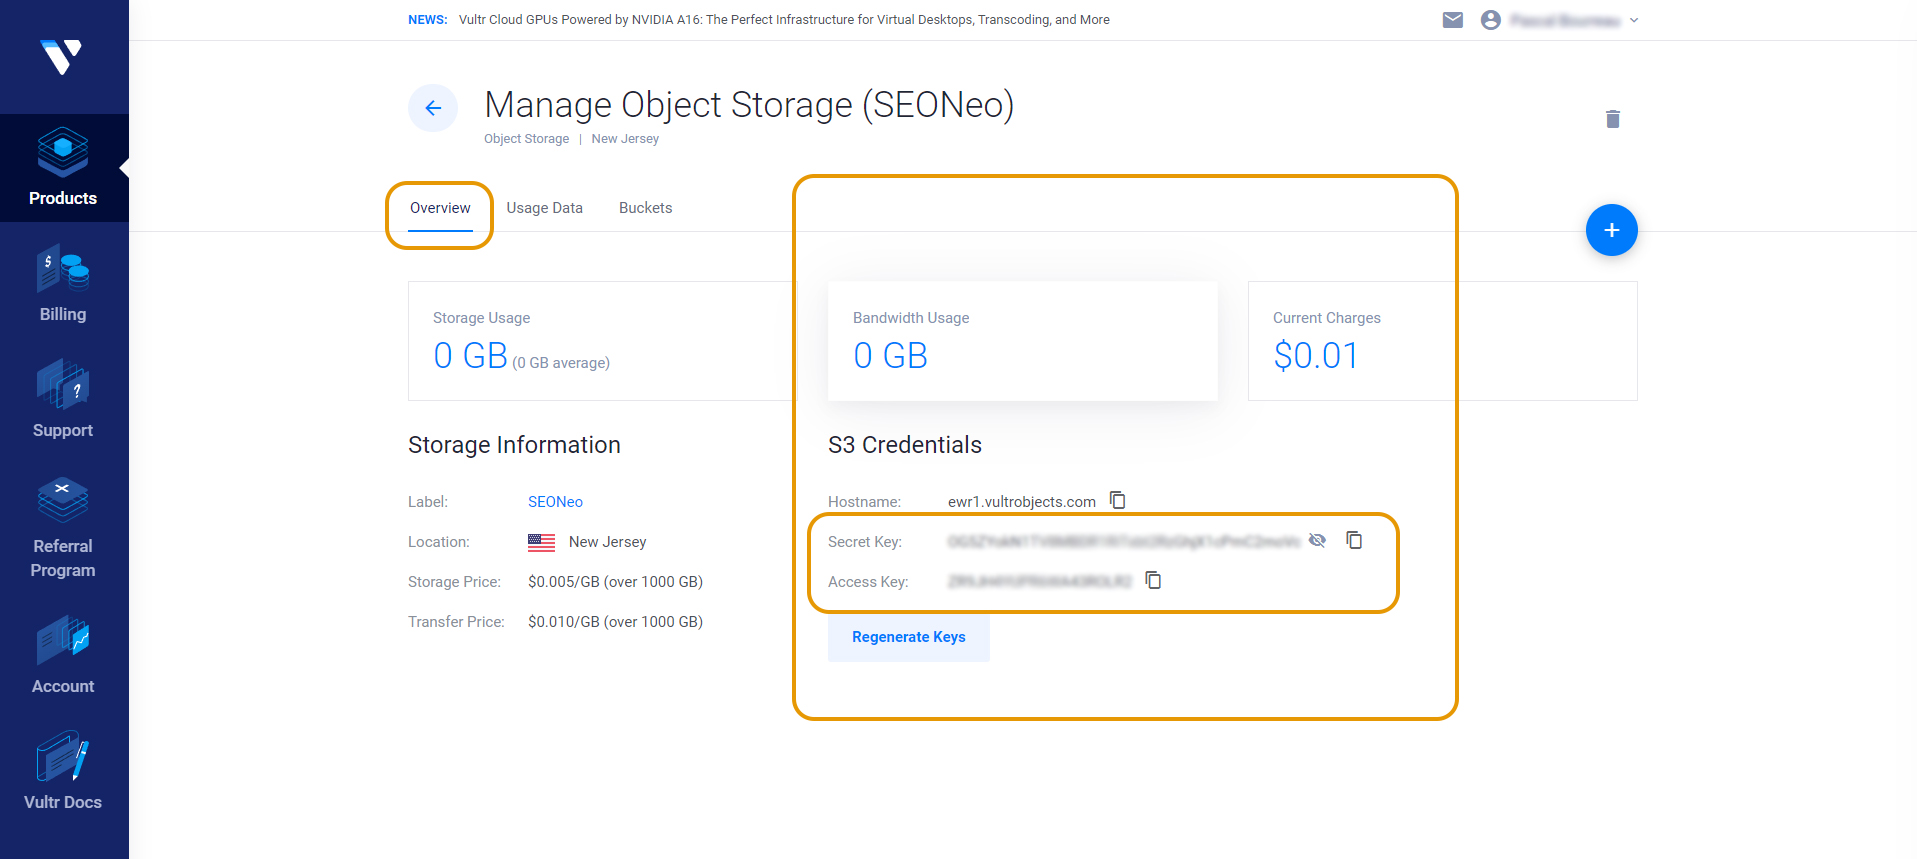 NEWS: Vultr Cloud GPUs Powered by NVIDIA A16: The Perfect Infrastructure for Virtual Desktops, Transcoding, and More
Manage Object Storage (SEONeo)
Object Storage | New Jersey
Products
Billing
Support
Referral
Program
Account
Vultr Docs
Overview
Usage Data
Buckets
+
Storage Usage
0 GB (0 GB average)
Bandwidth Usage
0 GB
Current Charges
$0.01
Storage Information
Label: SEONeo
Location: New Jersey
Storage Price: $0.005/GB (over 1000 GB)
Transfer Price: $0.010/GB (over 1000 GB)
S3 Credentials
Hostname: ewr1.vultrobjects.com
Secret Key:
Access Key:
Regenerate Keys